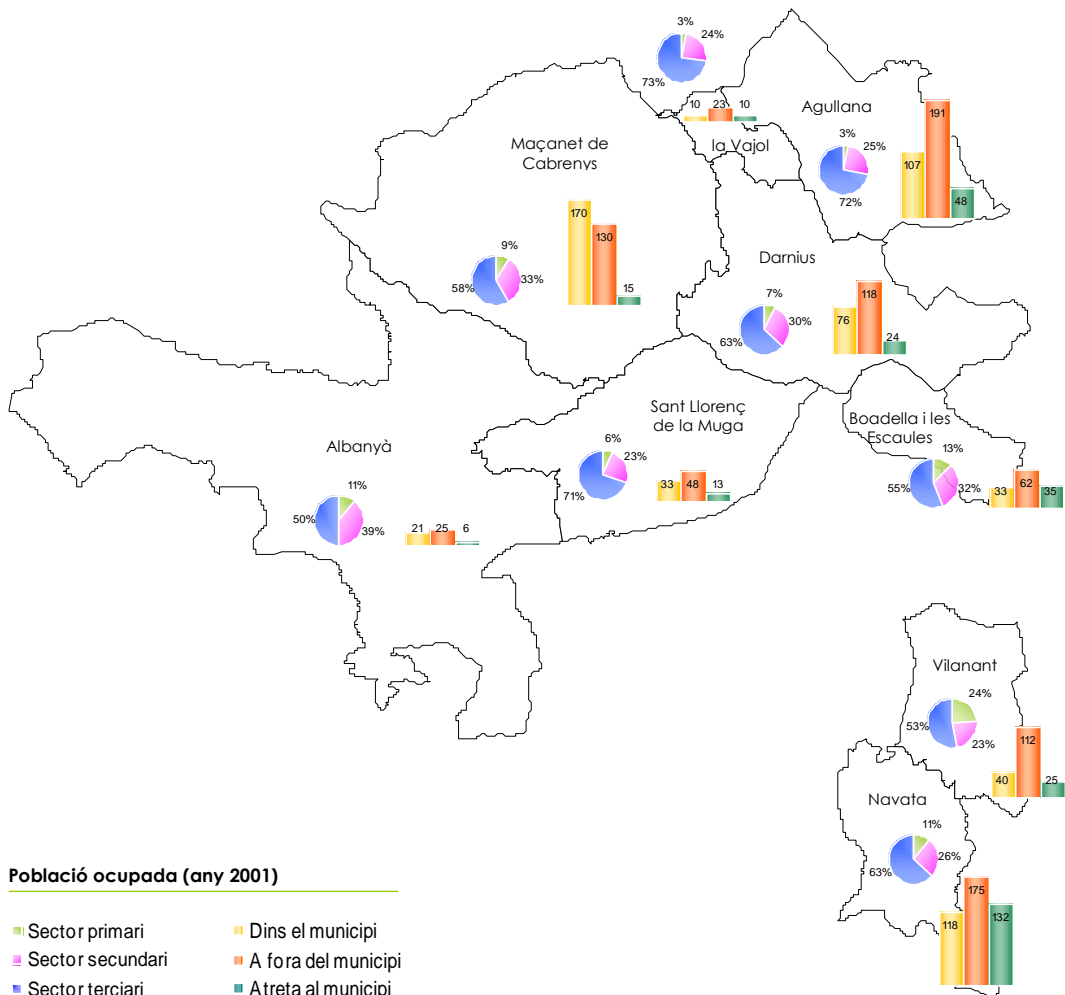 3%
24%
73%
10 23 10
la Vajol
Agullana
3%
25%
72%
107 191 48
Maçanet de
Cabrenys
9%
33%
58%
170 130 15
Darnius
7%
30%
63%
76 118 24
Sant Llorenç
de la Muga
6%
23%
71%
33 48 13
Boadella i les
Escaules
13%
32%
55%
33 62 35
Albanyà
11%
39%
50%
21 25 6
Vilanant
24%
23%
53%
40 112 25
Navata
11%
26%
63%
118 175 132
Població ocupada (any 2001)
Sector primari
Sector secundari
Sector terciari
Dins el municipi
A fora del municipi
Atreta al municipi